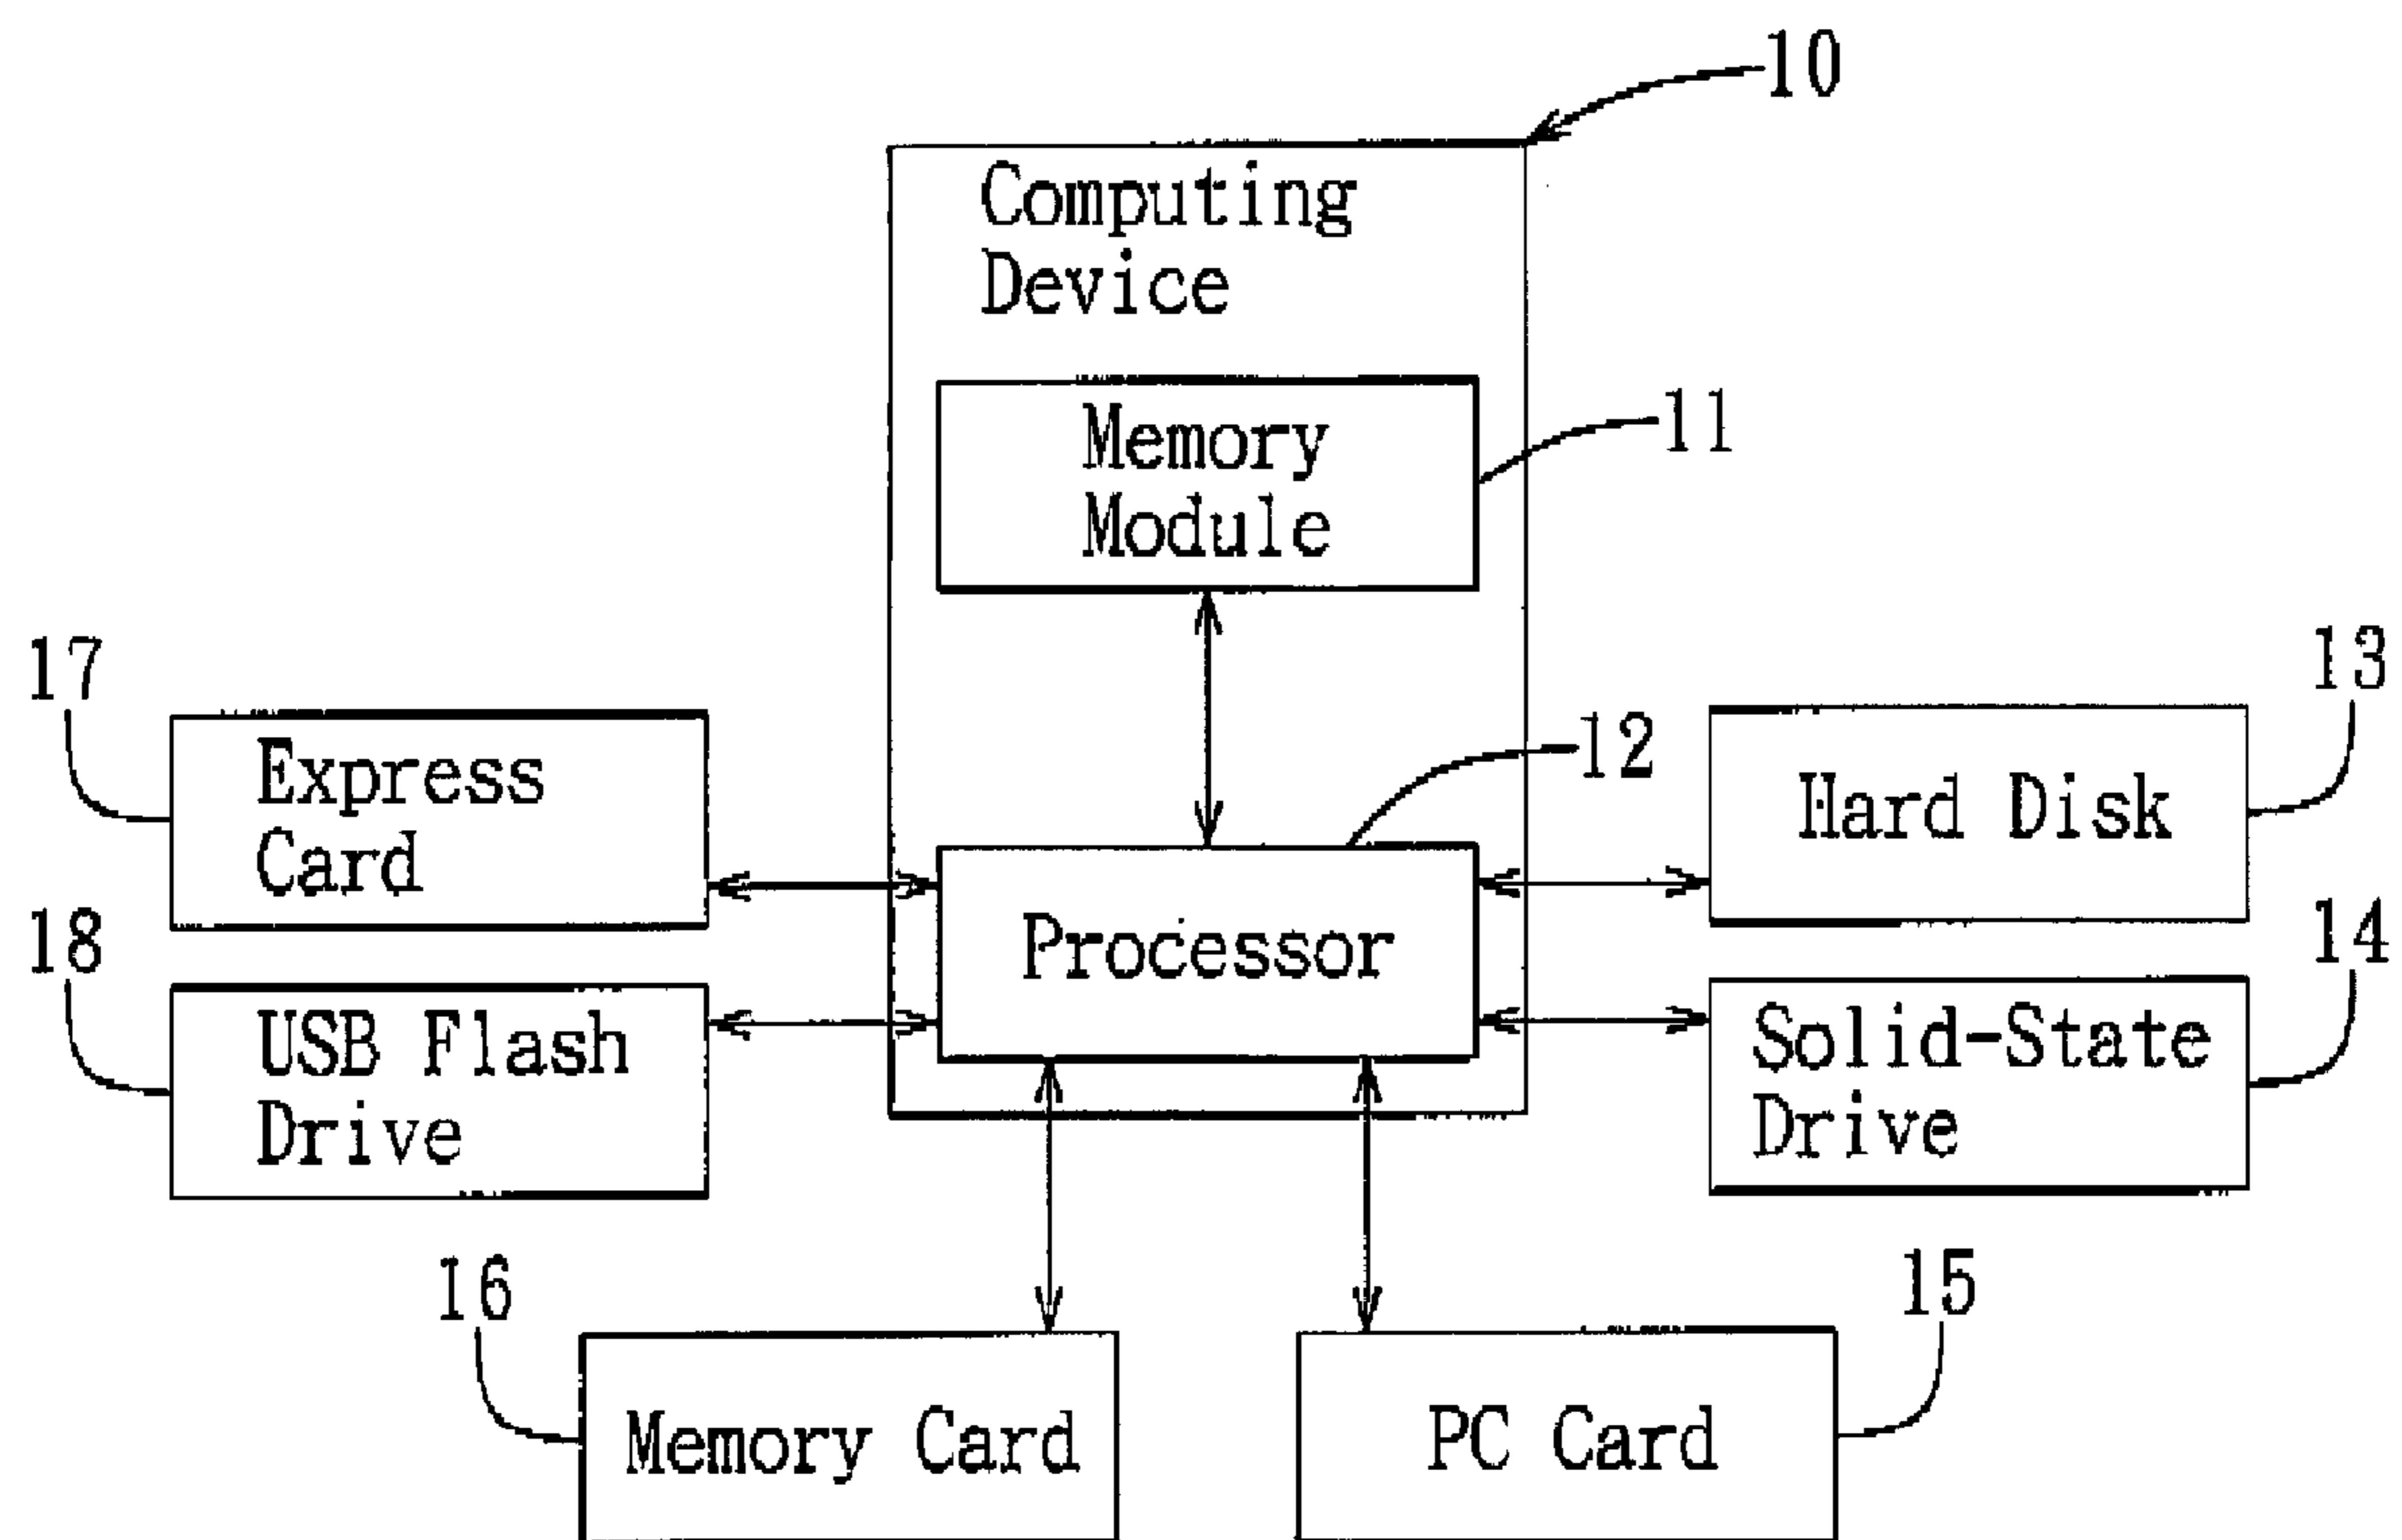 10
Computing
Device
Memory
Module
11
17
Express
Card
12
13
Hard Disk
18
USB Flash
Drive
Processor
14
Solid-State
Drive
16
Memory Card
15
PC Card